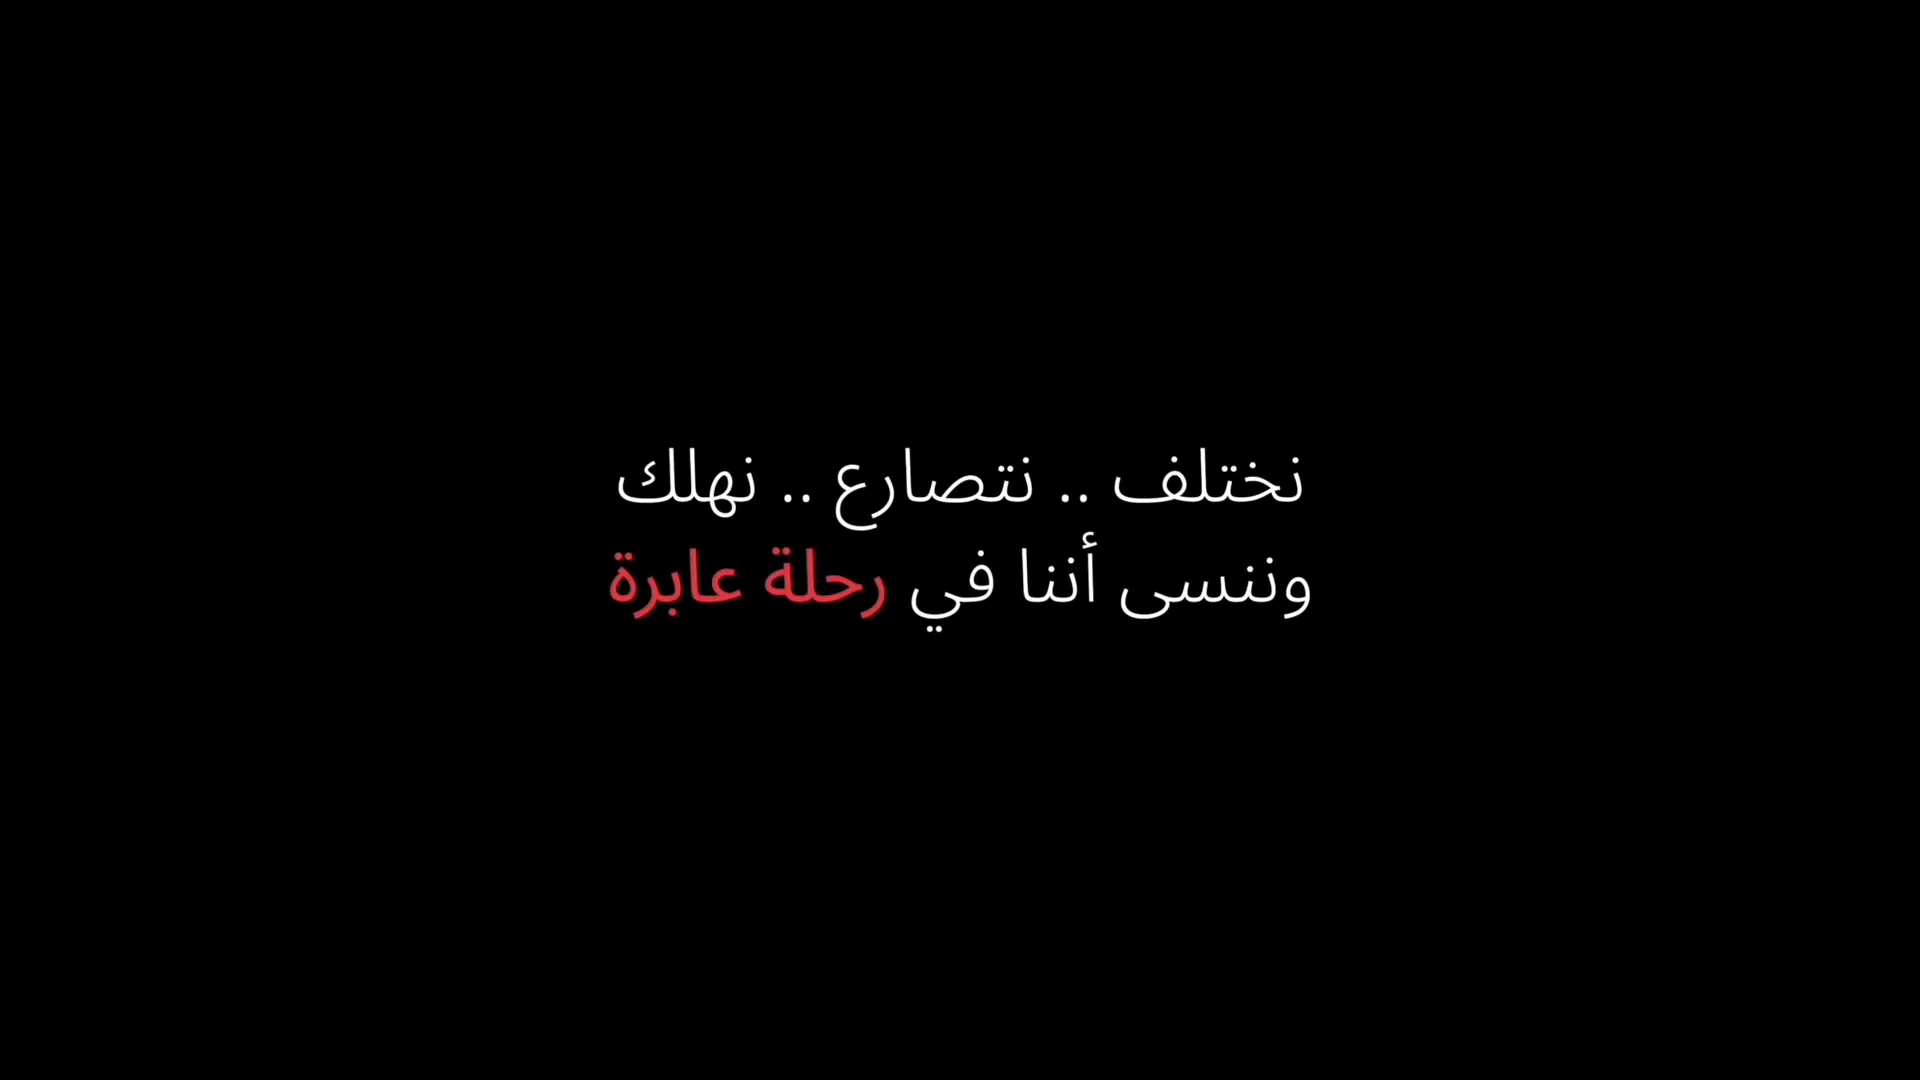 نختلف .. نتصارع .. نهلك
وننسى أننا في رحلة عابرة